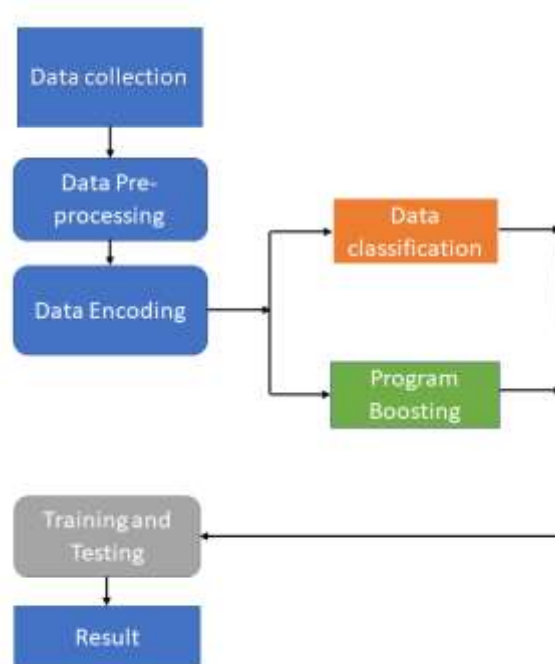 Data collection
Data Pre-
processing
Data Encoding
Data
classification
Program
Boosting
Training and
Testing
Result